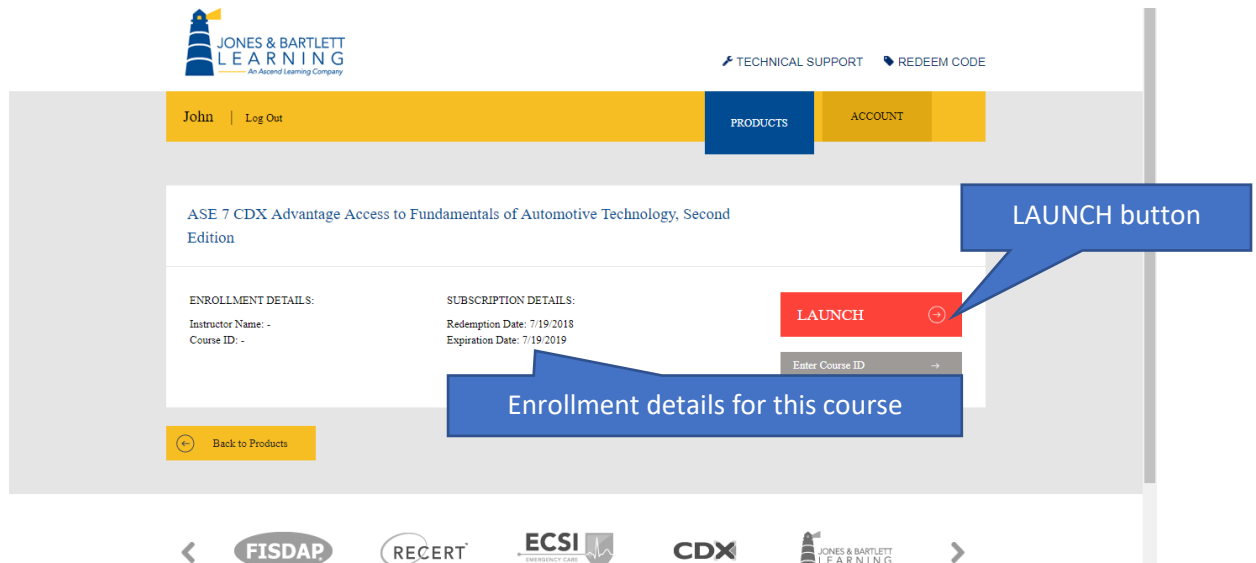 JONES & BARTLETT
LEARNING
An Ascend Learning Company
TECHNICAL SUPPORT REDEEM CODE
John | Log Out
PRODUCTS
ACCOUNT
ASE 7 CDX Advantage Access to Fundamentals of Automotive Technology, Second
Edition
LAUNCH button
ENROLLMENT DETAILS:
Instructor Name: -
Course ID: -
SUBSCRIPTION DETAILS:
Redemption Date: 7/19/2018
Expiration Date: 7/19/2019
LAUNCH
Enter Course ID
Enrollment details for this course
Back to Products
FISDAP
RECERT
ECSI
EMERGENCY CARE
CDX
JONES & BARTLETT
LEARNING